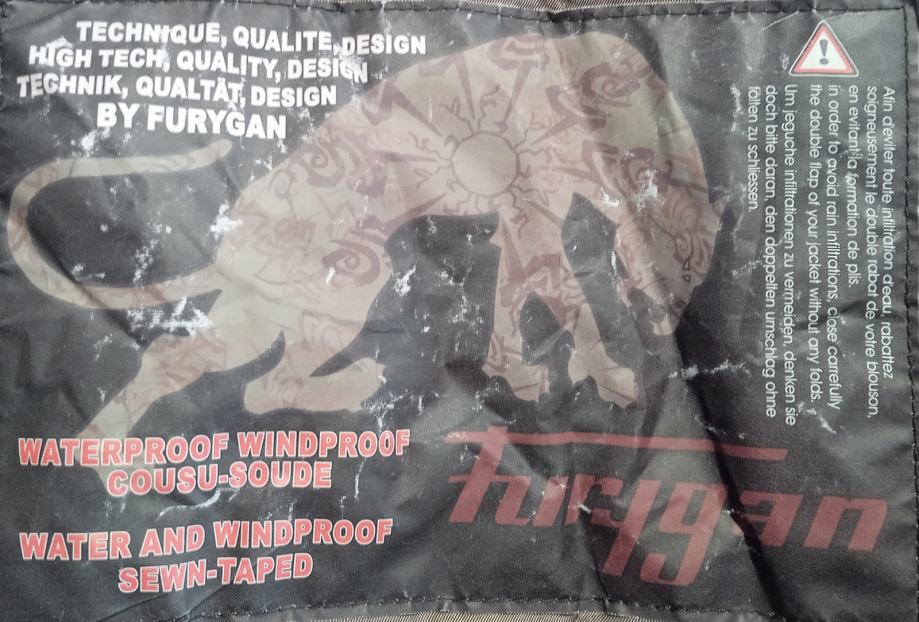 TECHNIQUE, QUALITE, DESIGN
HIGH TECH, QUALITY, DESIGN
TECHNIK, QUALTÄT, DESIGN
BY FURYGAN
WATERPROOF WINDPROOF
COUSU-SOUDE
WATER AND WINDPROOF
SEWN-TAPED
furygan
Afin d'eviter toute infiltration d'eau, rabattez
soigneusement le double rabat de votre blouson,
en evitant la formation de plis.
in order to avoid rain infiltrations, close carefully
the double flap of your jacket without any folds.
Um jegliche infiltrationen zu vermeiden, denken sie
doch bitte daran, den doppelten umschlag ohne
falten zu schliessen.